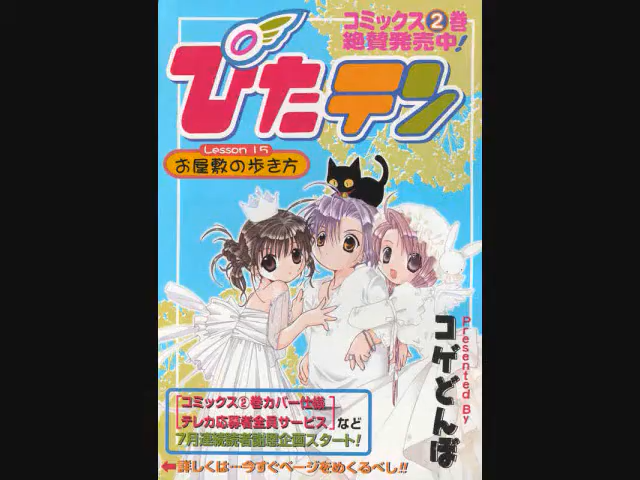 コミックス②巻
絶賛発売中!
ぴたテン
Lesson 15
お屋敷の歩き方
Presented By
コゲどんぼ
[コミックス②巻カバー仕様]
[テレカ応募者全員サービス]など
7月連続読者謝恩企画スタート!
←詳しくは…今すぐページをめくるべし!!